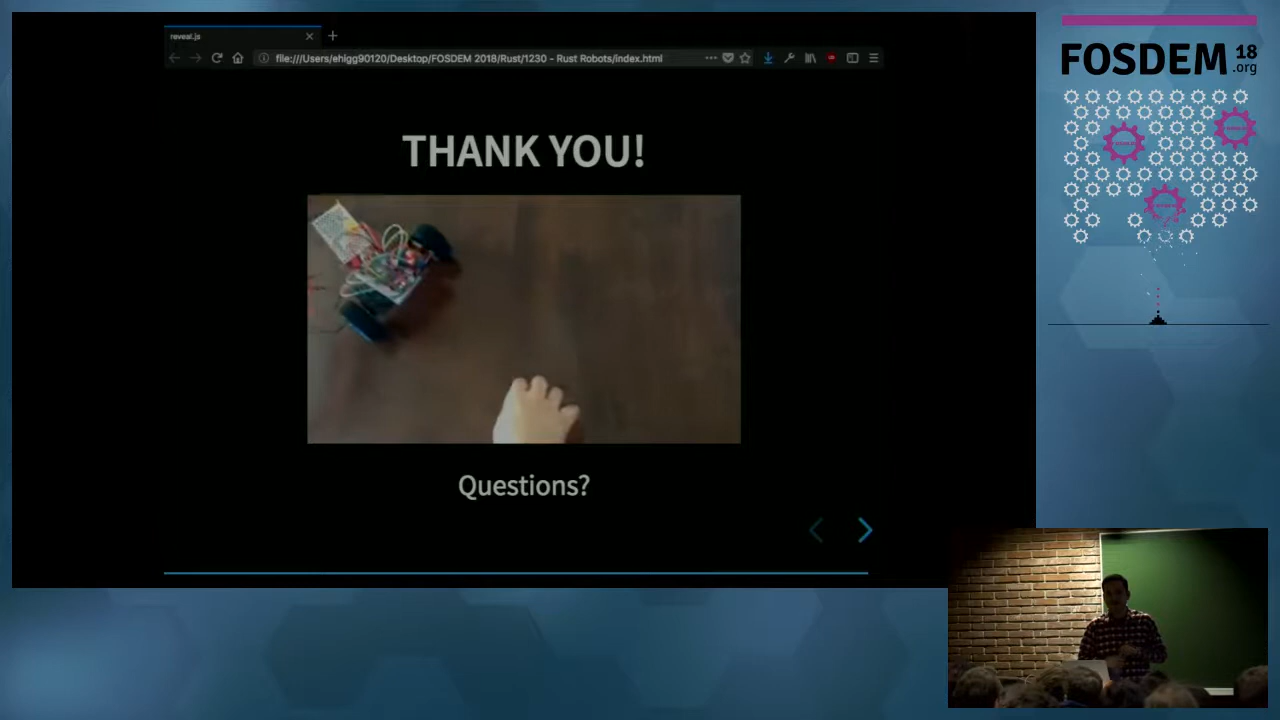 reveal.js
file:///Users/ehigg90120/Desktop/FOSDEM 2018/Rust/1230 - Rust Robots/index.html
THANK YOU!
Questions?
FOSDEM 18
.org